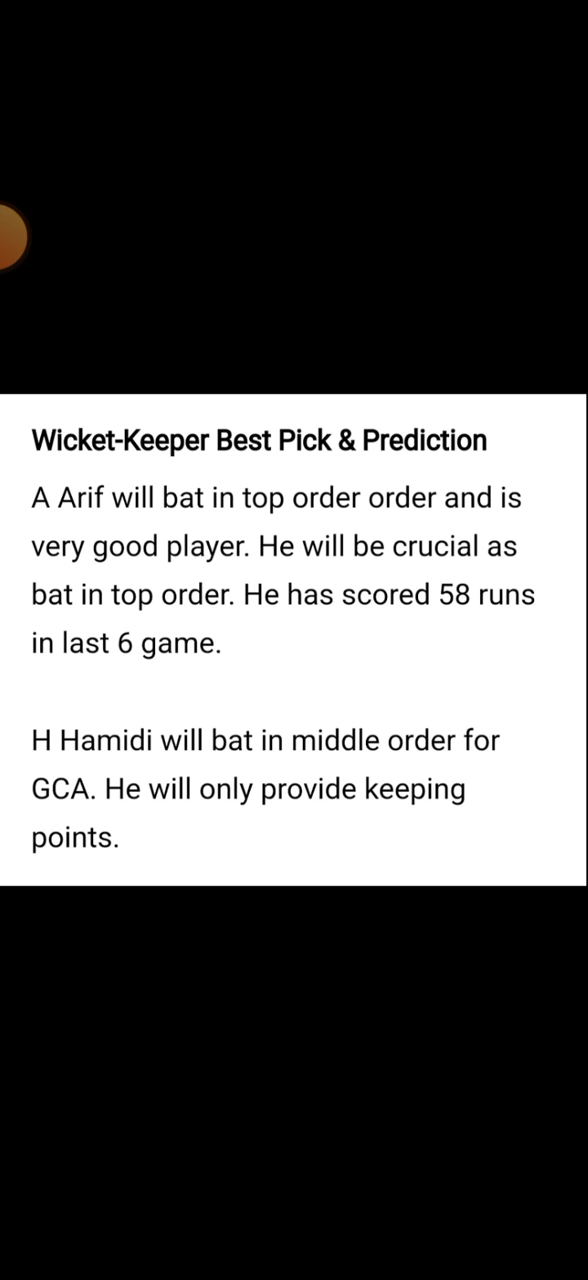 Wicket-Keeper Best Pick & Prediction
A Arif will bat in top order order and is
very good player. He will be crucial as
bat in top order. He has scored 58 runs
in last 6 game.
H Hamidi will bat in middle order for
GCA. He will only provide keeping
points.